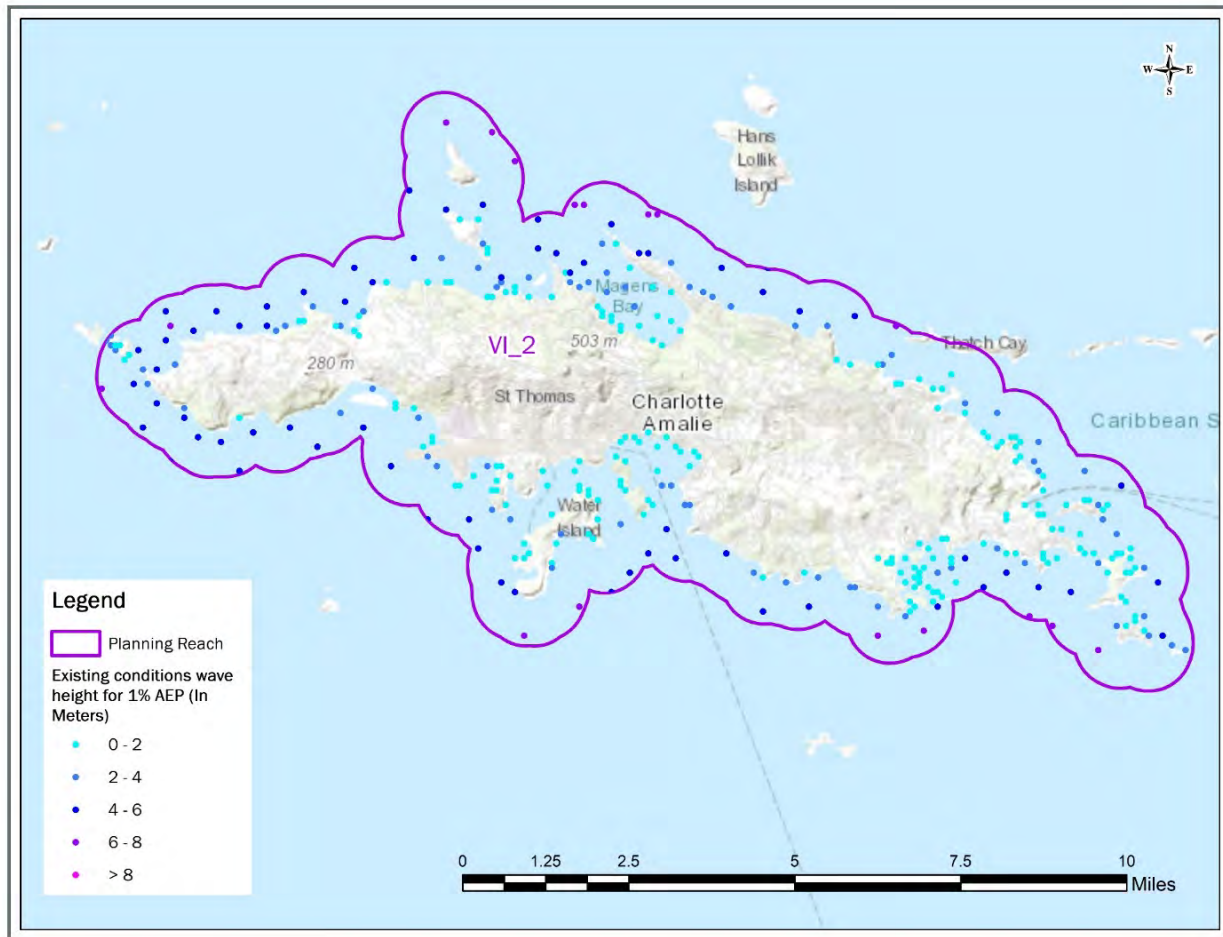 N
W E
S
Hans
Lollik
Island
Magens
Bay
VI_2
503 m
Thatch Cay
280 m
St Thomas
Charlotte
Amalie
Caribbean S
Water
Island
Legend
Planning Reach
Existing conditions wave
height for 1% AEP (In
Meters)
0 - 2
2 - 4
4 - 6
6 - 8
> 8
0 1.25 2.5 5 7.5 10
Miles